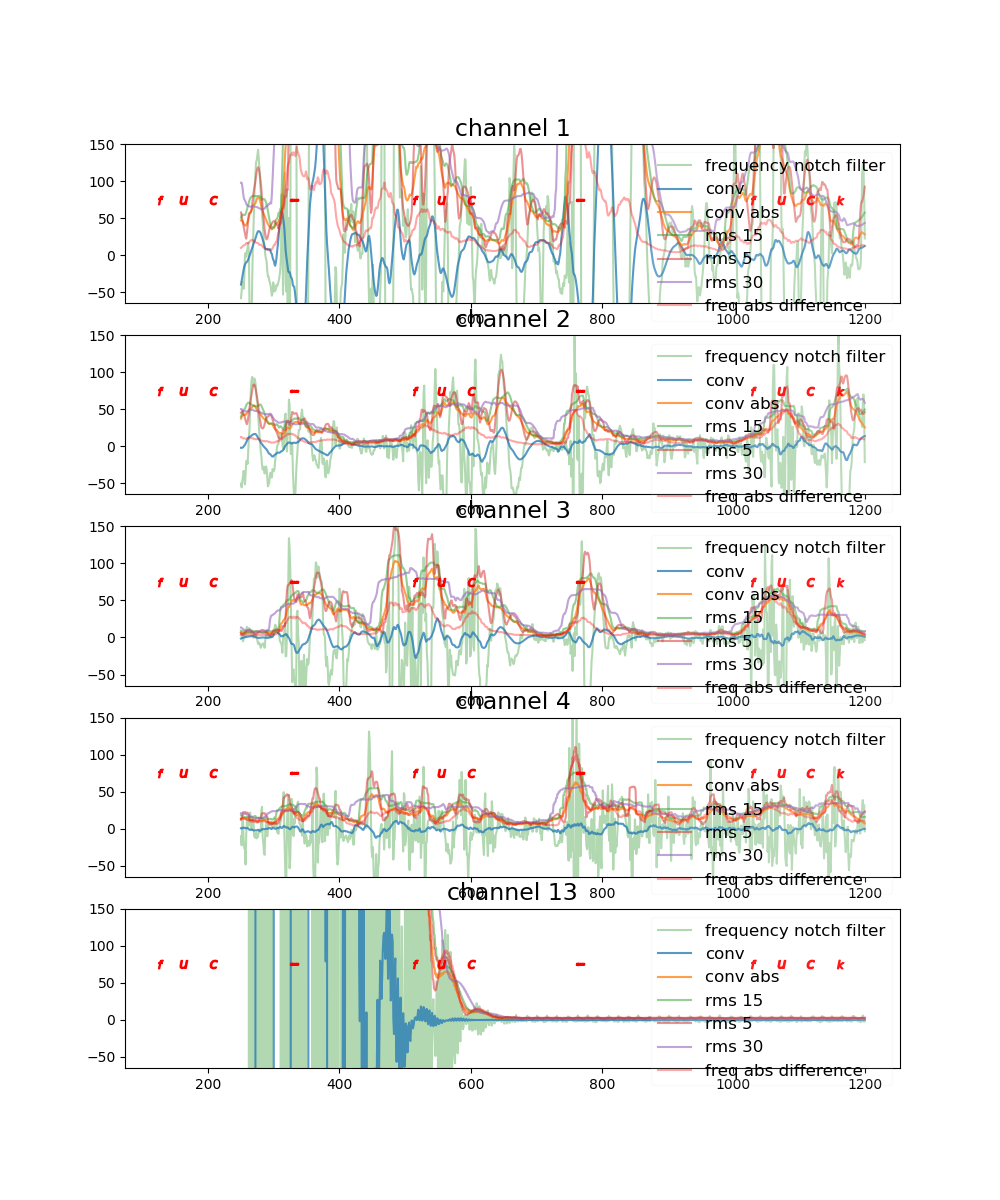 channel 1
150
100
50
0
−50
f u c – f u c – f u c k
frequency notch filter
conv
conv abs
rms 15
rms 5
rms 30
freq abs difference
200 400 600 800 1000 1200
channel 2
150
100
50
0
−50
f u c – f u c – f u c k
frequency notch filter
conv
conv abs
rms 15
rms 5
rms 30
freq abs difference
200 400 600 800 1000 1200
channel 3
150
100
50
0
−50
f u c – f u c – f u c k
frequency notch filter
conv
conv abs
rms 15
rms 5
rms 30
freq abs difference
200 400 600 800 1000 1200
channel 4
150
100
50
0
−50
f u c – f u c – f u c k
frequency notch filter
conv
conv abs
rms 15
rms 5
rms 30
freq abs difference
200 400 600 800 1000 1200
channel 13
150
100
50
0
−50
f u c – f u c – f u c k
frequency notch filter
conv
conv abs
rms 15
rms 5
rms 30
freq abs difference
200 400 600 800 1000 1200